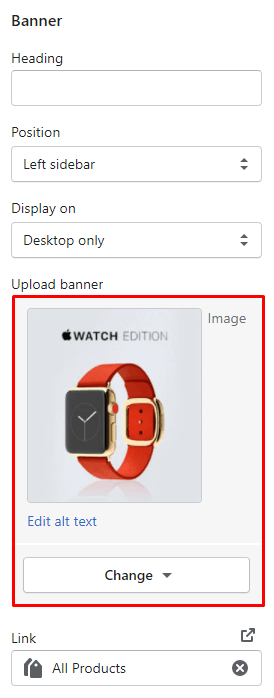 Banner
Heading
Position
Left sidebar
Display on
Desktop only
Upload banner
WATCH EDITION
Image
Edit alt text
Change
Link
All Products